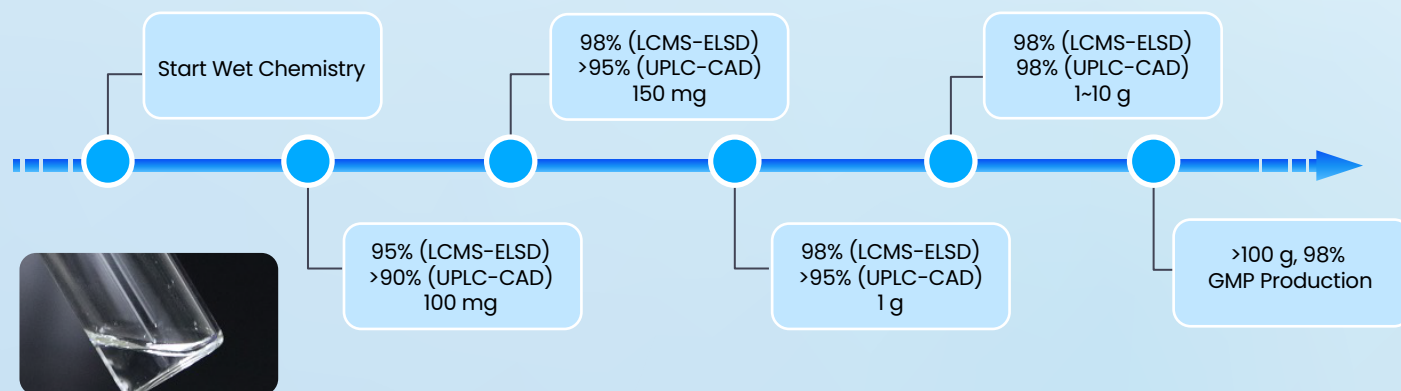 Start Wet Chemistry
95% (LCMS-ELSD)
>90% (UPLC-CAD)
100 mg
98% (LCMS-ELSD)
>95% (UPLC-CAD)
150 mg
98% (LCMS-ELSD)
>95% (UPLC-CAD)
1 g
98% (LCMS-ELSD)
98% (UPLC-CAD)
1~10 g
>100 g, 98%
GMP Production